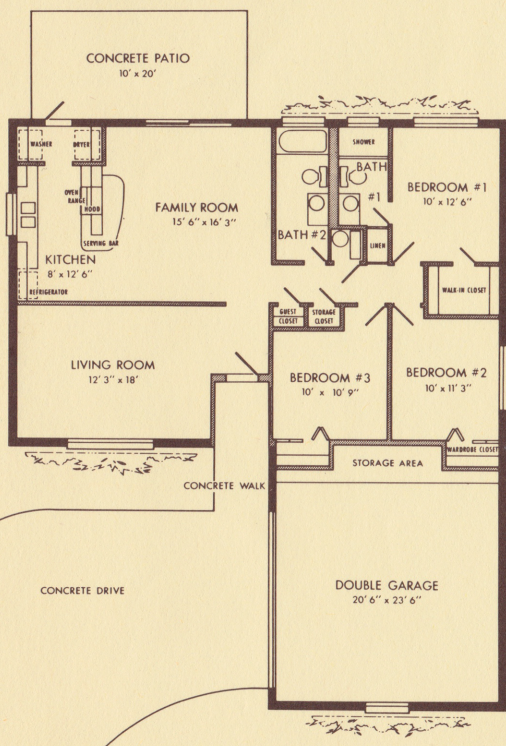 CONCRETE PATIO
10' x 20'
WASHER
DRYER
SHOWER
BATH
#1
OVEN
RANGE
HOOD
SERVING BAR
FAMILY ROOM
15' 6" x 16' 3"
BEDROOM #1
10' x 12' 6"
BATH #2
LINEN
KITCHEN
8' x 12' 6"
REFRIGERATOR
WALK-IN CLOSET
GUEST
CLOSET
STORAGE
CLOSET
LIVING ROOM
12' 3" x 18'
BEDROOM #3
10' x 10' 9"
BEDROOM #2
10' x 11' 3"
WARDROBE CLOSET
STORAGE AREA
CONCRETE WALK
CONCRETE DRIVE
DOUBLE GARAGE
20' 6" x 23' 6"